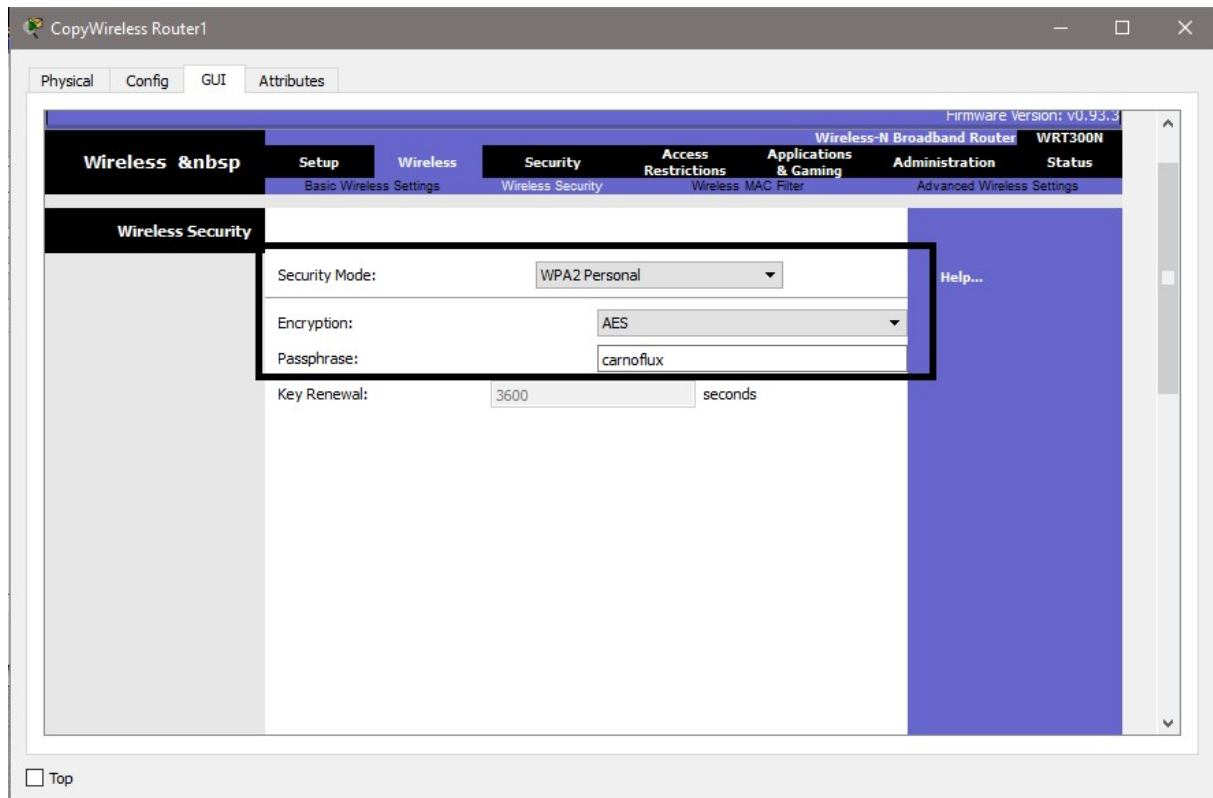 CopyWireless Router1
Physical Config GUI Attributes
Firmware Version: v0.93.3
Wireless-N Broadband Router WRT300N
Wireless &nbsp
Setup Wireless Security Access Restrictions Applications & Gaming Administration Status
Basic Wireless Settings Wireless Security Wireless MAC Filter Advanced Wireless Settings
Wireless Security
Security Mode: WPA2 Personal
Help...
Encryption: AES
Passphrase: carnoflux
Key Renewal: 3600 seconds
Top